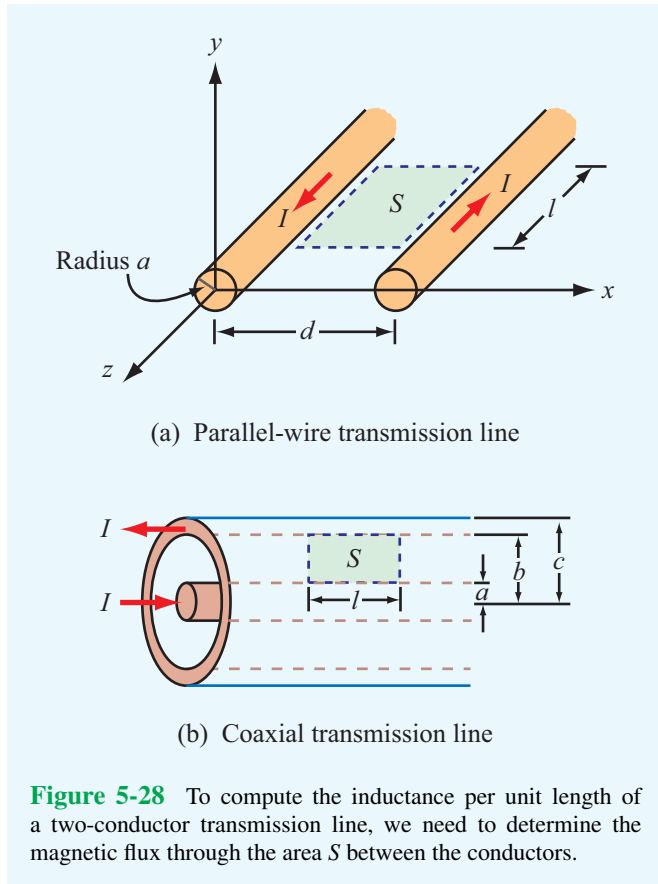 y
I
S
I
l
Radius a
x
d
z
(a) Parallel-wire transmission line
I
S
c
b
I
l
a
(b) Coaxial transmission line
Figure 5-28 To compute the inductance per unit length of
a two-conductor transmission line, we need to determine the
magnetic flux through the area S between the conductors.